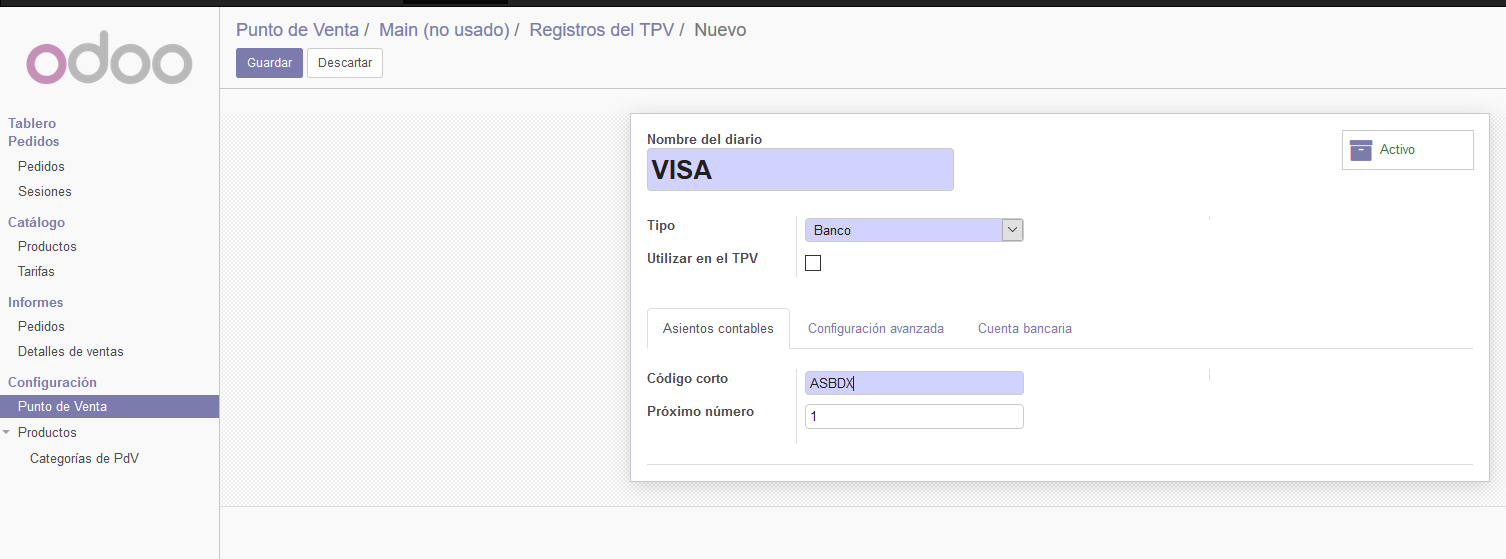 Punto de Venta / Main (no usado) / Registros del TPV / Nuevo
Guardar Descartar
odoo
Tablero
Pedidos
Pedidos
Sesiones
Catálogo
Productos
Tarifas
Informes
Pedidos
Detalles de ventas
Configuración
Punto de Venta
Productos
Categorías de PdV
Nombre del diario
VISA
Activo
Tipo Banco
Utilizar en el TPV
Asientos contables Configuración avanzada Cuenta bancaria
Código corto ASBDX
Próximo número 1